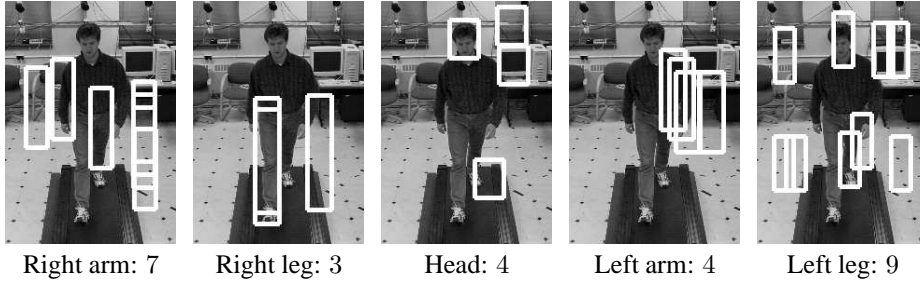 Right arm: 7
Right leg: 3
Head: 4
Left arm: 4
Left leg: 9